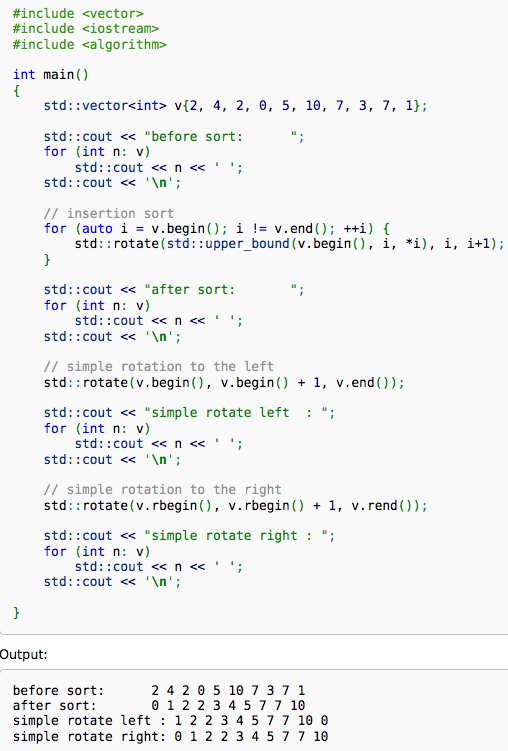 #include <vector>
#include <iostream>
#include <algorithm>

int main()
{
    std::vector<int> v{2, 4, 2, 0, 5, 10, 7, 3, 7, 1};

    std::cout << "before sort:      ";
    for (int n: v)
        std::cout << n << ' ';
    std::cout << '\n';

    // insertion sort
    for (auto i = v.begin(); i != v.end(); ++i) {
        std::rotate(std::upper_bound(v.begin(), i, *i), i, i+1);
    }

    std::cout << "after sort:       ";
    for (int n: v)
        std::cout << n << ' ';
    std::cout << '\n';

    // simple rotation to the left
    std::rotate(v.begin(), v.begin() + 1, v.end());

    std::cout << "simple rotate left  : ";
    for (int n: v)
        std::cout << n << ' ';
    std::cout << '\n';

    // simple rotation to the right
    std::rotate(v.rbegin(), v.rbegin() + 1, v.rend());

    std::cout << "simple rotate right : ";
    for (int n: v)
        std::cout << n << ' ';
    std::cout << '\n';

}
Output:
before sort:      2 4 2 0 5 10 7 3 7 1
after sort:       0 1 2 2 3 4 5 7 7 10
simple rotate left : 1 2 2 3 4 5 7 7 10 0
simple rotate right: 0 1 2 2 3 4 5 7 7 10